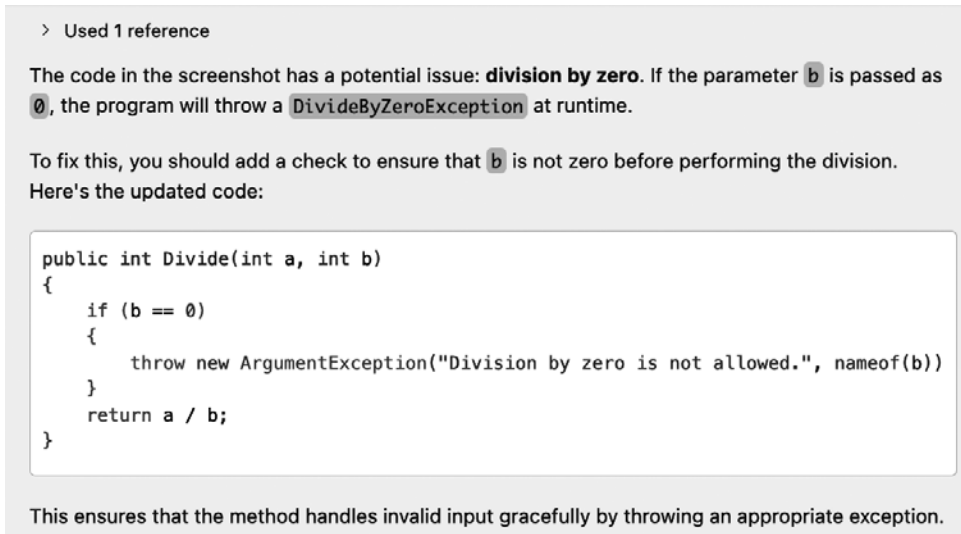 > Used 1 reference
The code in the screenshot has a potential issue: division by zero. If the parameter b is passed as
0, the program will throw a DivideByZeroException at runtime.
To fix this, you should add a check to ensure that b is not zero before performing the division.
Here's the updated code:
public int Divide(int a, int b)
{
    if (b == 0)
    {
        throw new ArgumentException("Division by zero is not allowed.", nameof(b))
    }
    return a / b;
}
This ensures that the method handles invalid input gracefully by throwing an appropriate exception.